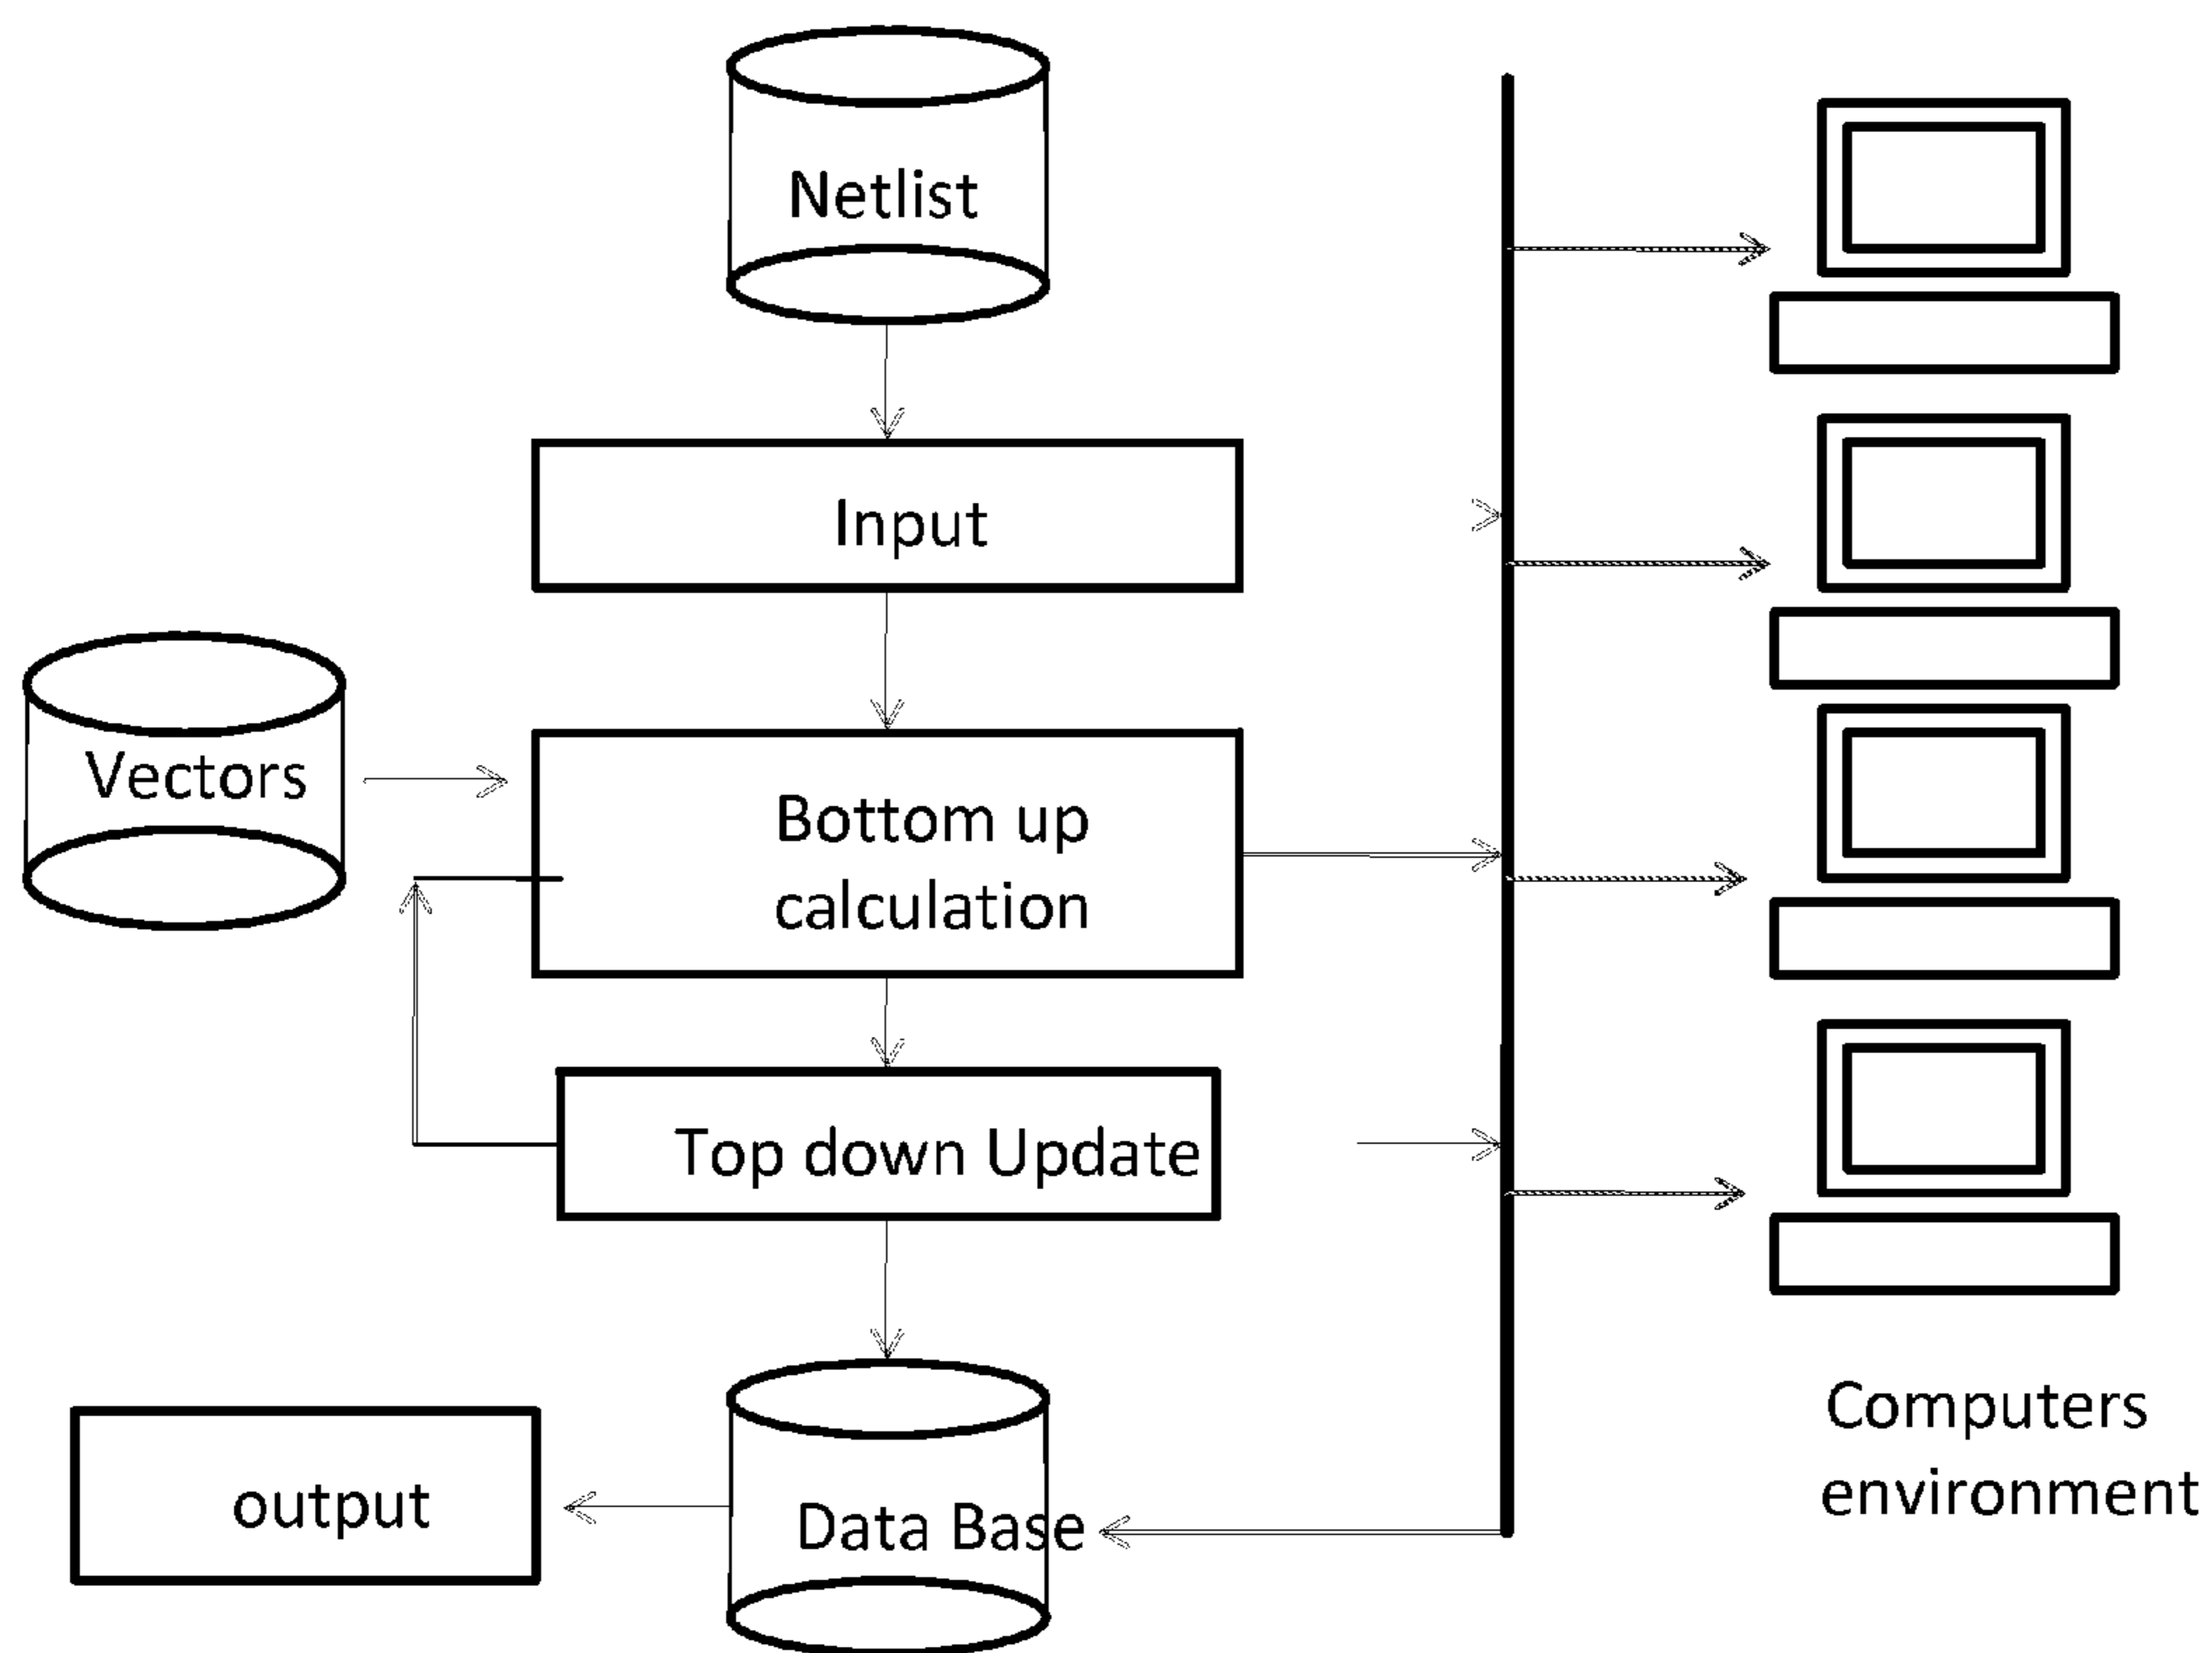 Netlist
Input
Vectors
Bottom up
calculation
Top down Update
output
Data Base
Computers
environment